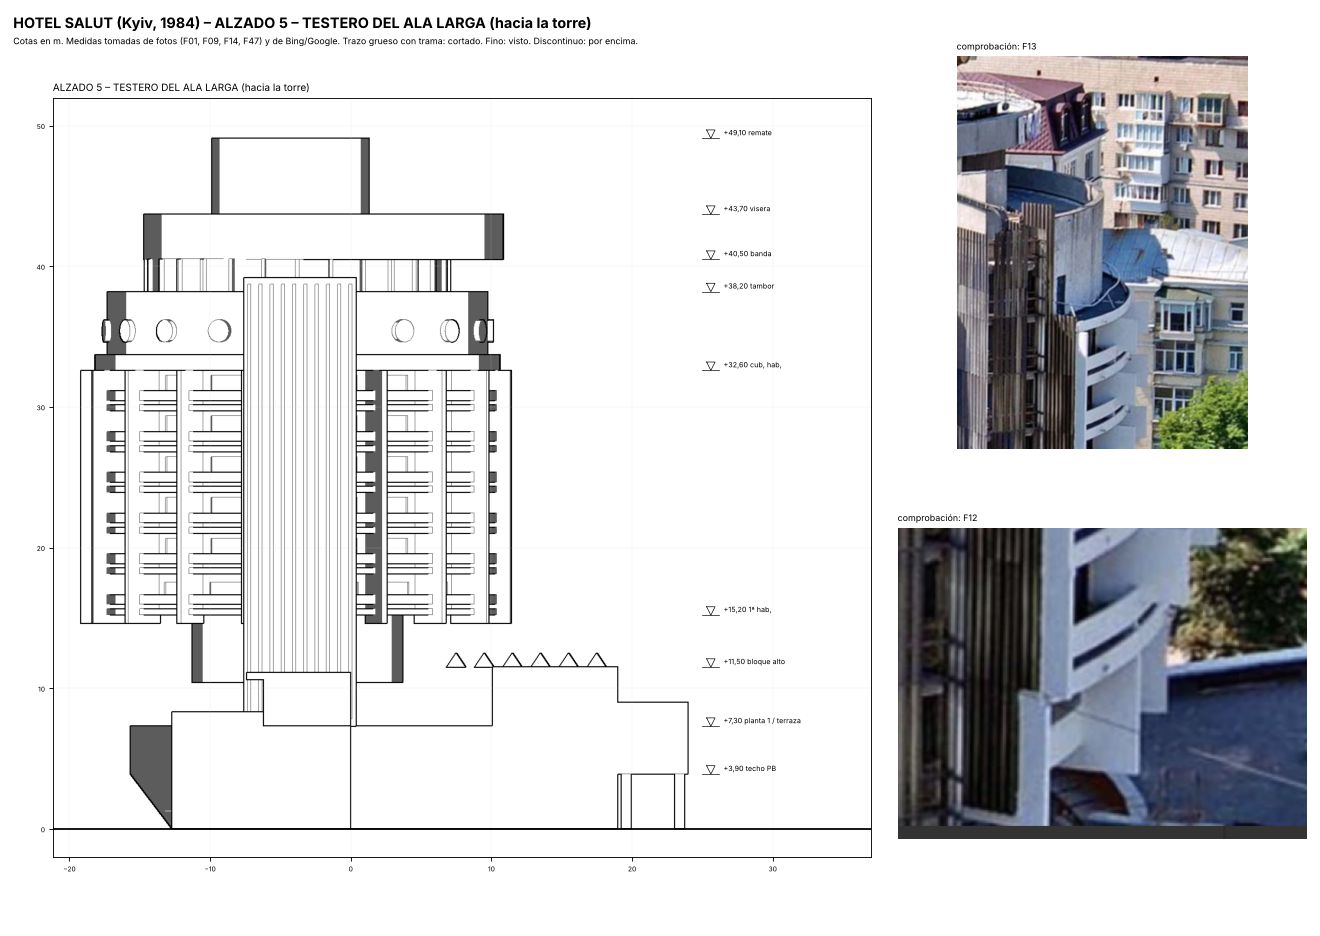 HOTEL SALUT (Kyiv, 1984) – ALZADO 5 – TESTERO DEL ALA LARGA (hacia la torre)
Cotas en m. Medidas tomadas de fotos (F01, F09, F14, F47) y de Bing/Google. Trazo grueso con trama: cortado. Fino: visto. Discontinuo: por encima.
comprobación: F13
ALZADO 5 – TESTERO DEL ALA LARGA (hacia la torre)
50
+49,10 remate
+43,70 visera
+40,50 banda
40
+38,20 tambor
+32,60 cub, hab,
30
comprobación: F12
20
+15,20 1ª hab,
+11,50 bloque alto
10
+7,30 planta 1 / terraza
+3,90 techo PB
0
−20
−10
0
10
20
30